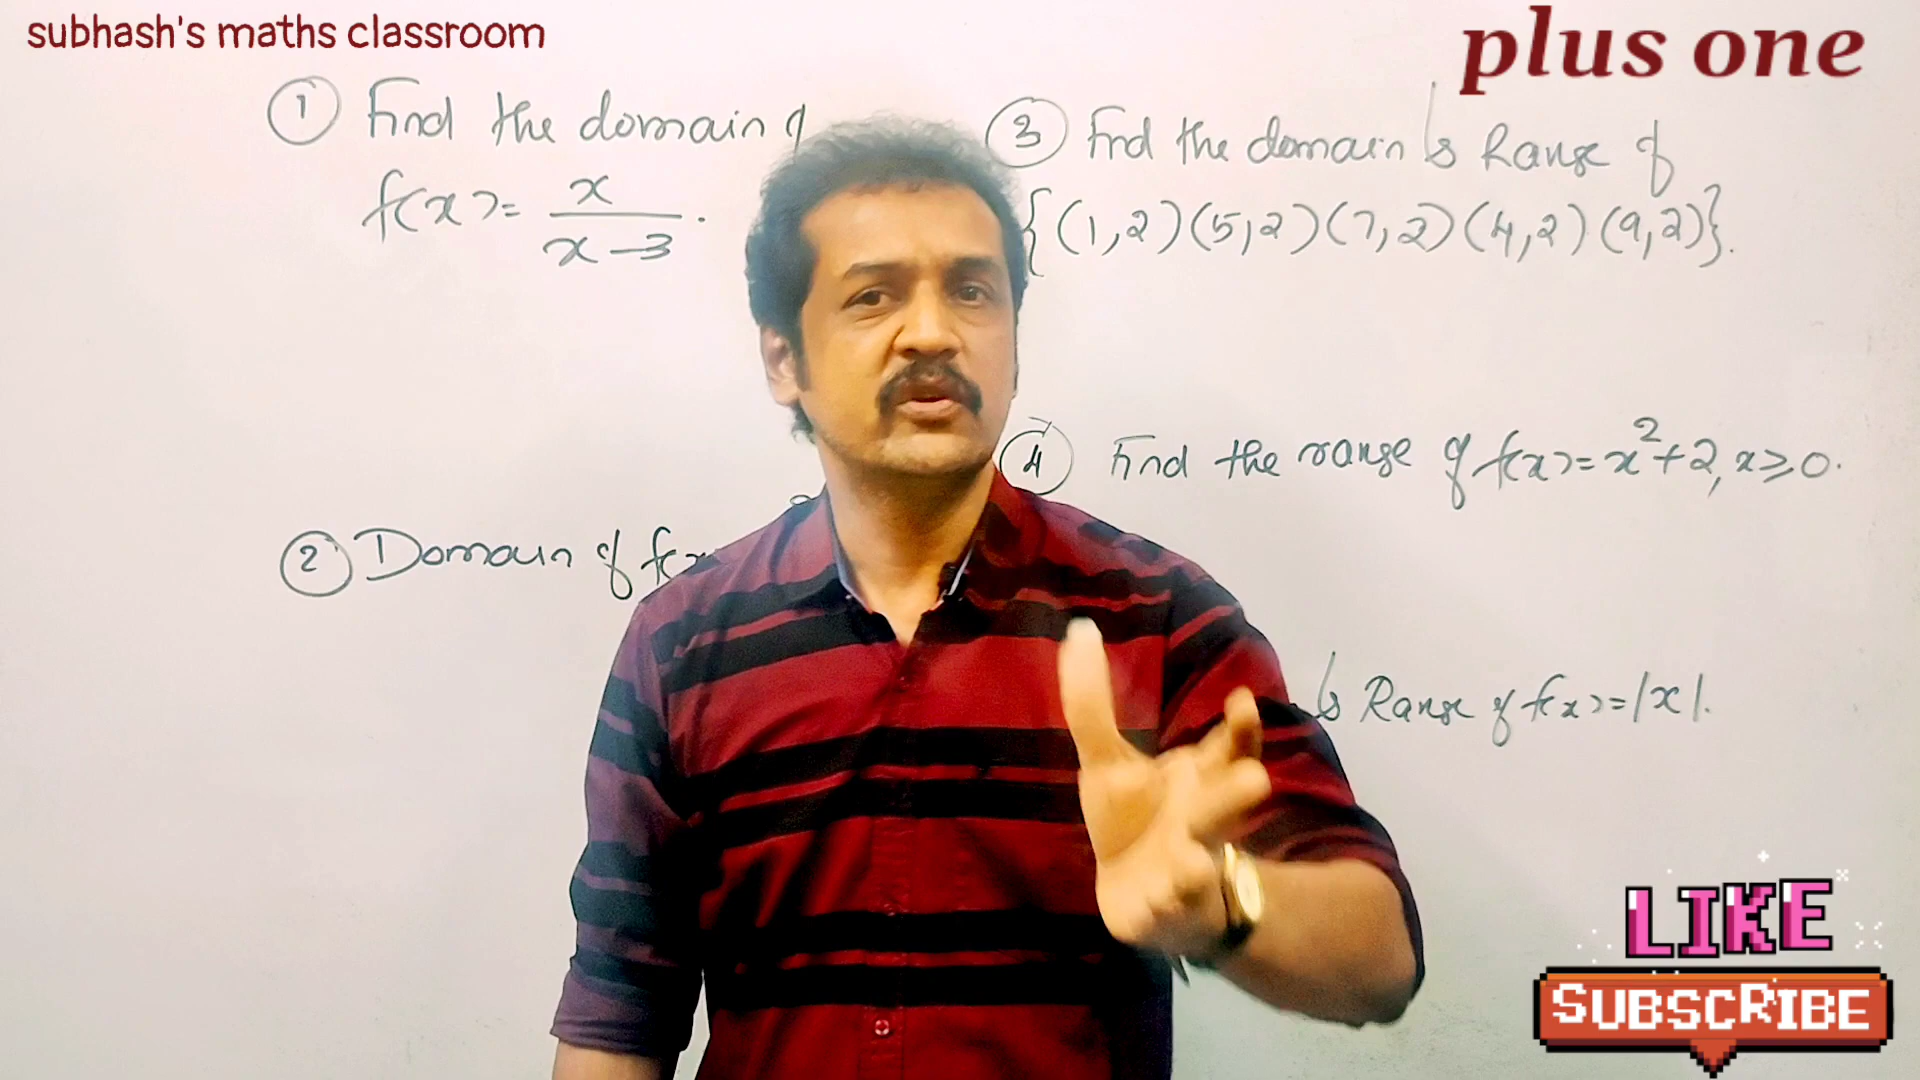 subhash's maths classroom
plus one
① Find the domain of
f(x) = x / x-3 .
② Domain of f(x
③ Find the domain & Range of
{(1,2)(5,2)(7,2)(4,2)(9,2)}.
④ Find the range of f(x) = x²+2, x≥0.
& Range of f(x) = |x|.
LIKE
SUBSCRIBE